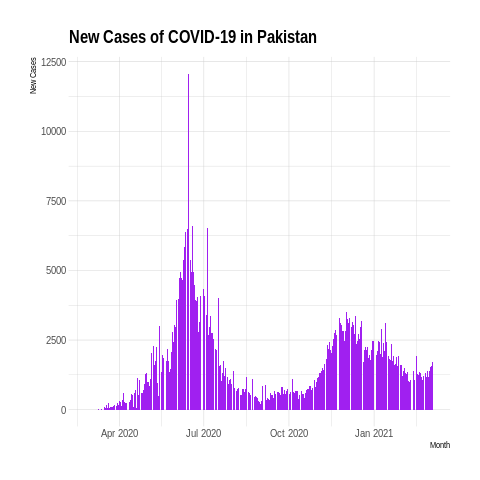 New Cases of COVID-19 in Pakistan
New Cases
12500
10000
7500
5000
2500
0
Apr 2020
Jul 2020
Oct 2020
Jan 2021
Month